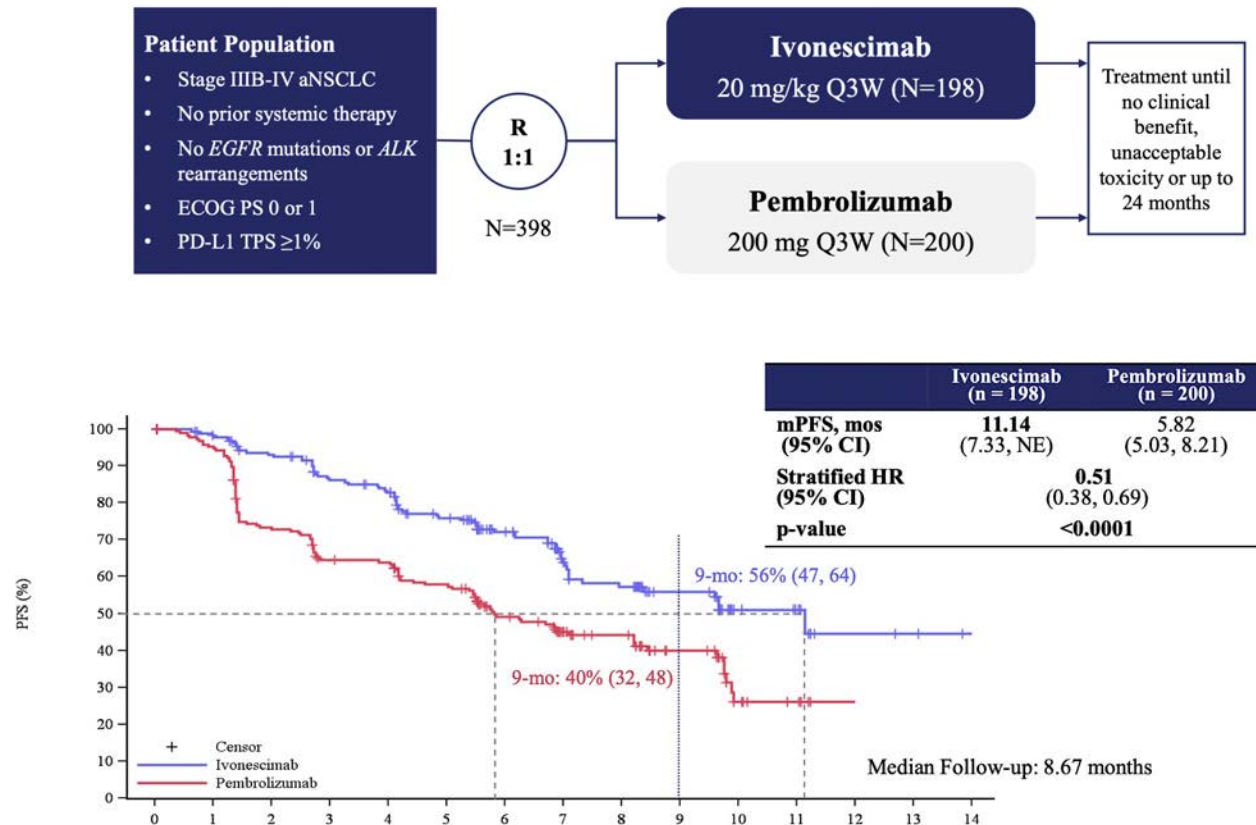 Patient Population
• Stage IIIB-IV aNSCLC
• No prior systemic therapy
• No EGFR mutations or ALK
rearrangements
• ECOG PS 0 or 1
• PD-L1 TPS ≥1%
R
1:1
N=398
Ivonescimab
20 mg/kg Q3W (N=198)
Pembrolizumab
200 mg Q3W (N=200)
Treatment until
no clinical
benefit,
unacceptable
toxicity or up to
24 months
Ivonescimab Pembrolizumab
(n = 198) (n = 200)
mPFS, mos 11.14 5.82
(95% CI) (7.33, NE) (5.03, 8.21)
Stratified HR 0.51
(95% CI) (0.38, 0.69)
p-value <0.0001
PFS (%)
100
90
80
70
60
50
40
30
20
10
0
9-mo: 56% (47, 64)
9-mo: 40% (32, 48)
Censor
Ivonescimab
Pembrolizumab
Median Follow-up: 8.67 months
0 1 2 3 4 5 6 7 8 9 10 11 12 13 14